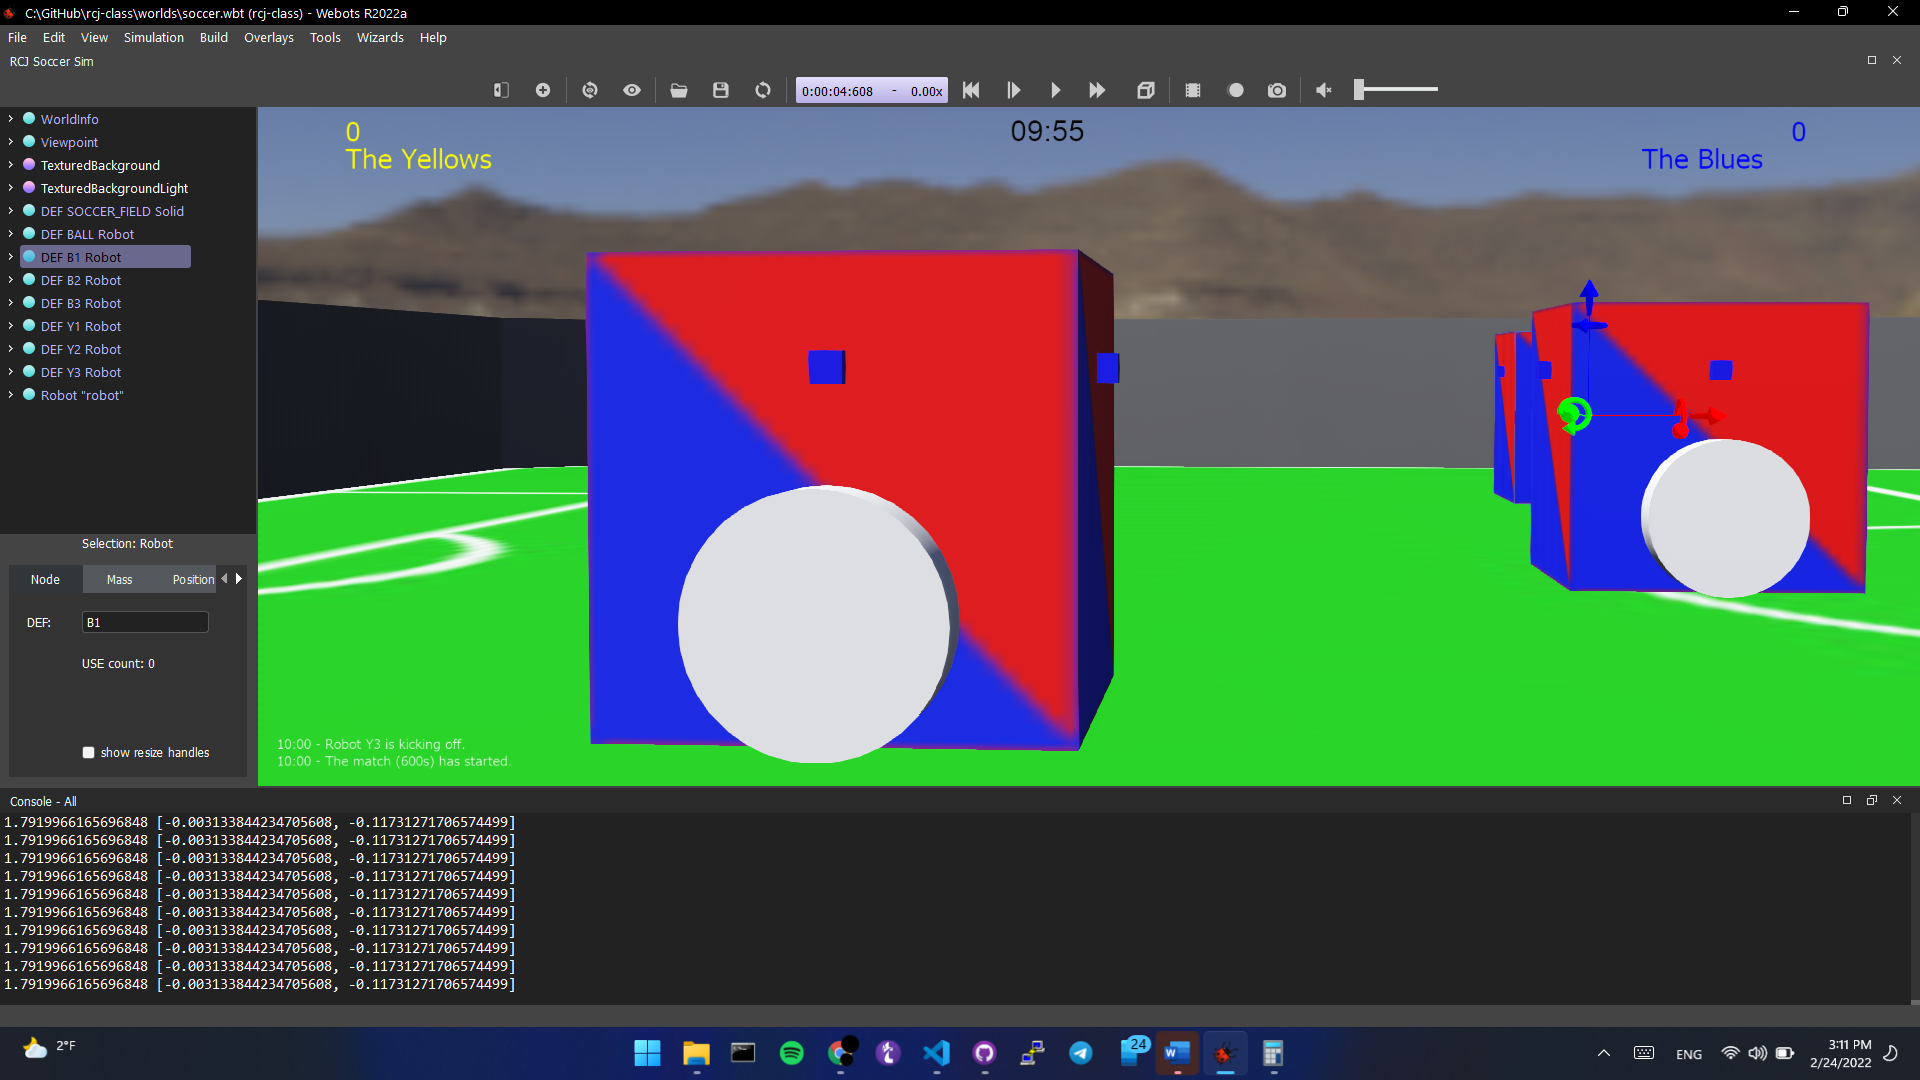 C:\GitHub\rcj-class\worlds\soccer.wbt (rcj-class) - Webots R2022a
File Edit View Simulation Build Overlays Tools Wizards Help
RCJ Soccer Sim
0:00:04:608 - 0.00x
WorldInfo
Viewpoint
TexturedBackground
TexturedBackgroundLight
DEF SOCCER_FIELD Solid
DEF BALL Robot
DEF B1 Robot
DEF B2 Robot
DEF B3 Robot
DEF Y1 Robot
DEF Y2 Robot
DEF Y3 Robot
Robot "robot"
Selection: Robot
Node Mass Position
DEF: B1
USE count: 0
show resize handles
0 09:55 0
The Yellows The Blues
10:00 - Robot Y3 is kicking off.
10:00 - The match (600s) has started.
Console - All
1.7919966165696848 [-0.003133844234705608, -0.11731271706574499]
1.7919966165696848 [-0.003133844234705608, -0.11731271706574499]
1.7919966165696848 [-0.003133844234705608, -0.11731271706574499]
1.7919966165696848 [-0.003133844234705608, -0.11731271706574499]
1.7919966165696848 [-0.003133844234705608, -0.11731271706574499]
1.7919966165696848 [-0.003133844234705608, -0.11731271706574499]
1.7919966165696848 [-0.003133844234705608, -0.11731271706574499]
1.7919966165696848 [-0.003133844234705608, -0.11731271706574499]
1.7919966165696848 [-0.003133844234705608, -0.11731271706574499]
1.7919966165696848 [-0.003133844234705608, -0.11731271706574499]
2°F
24
ENG
3:11 PM
2/24/2022